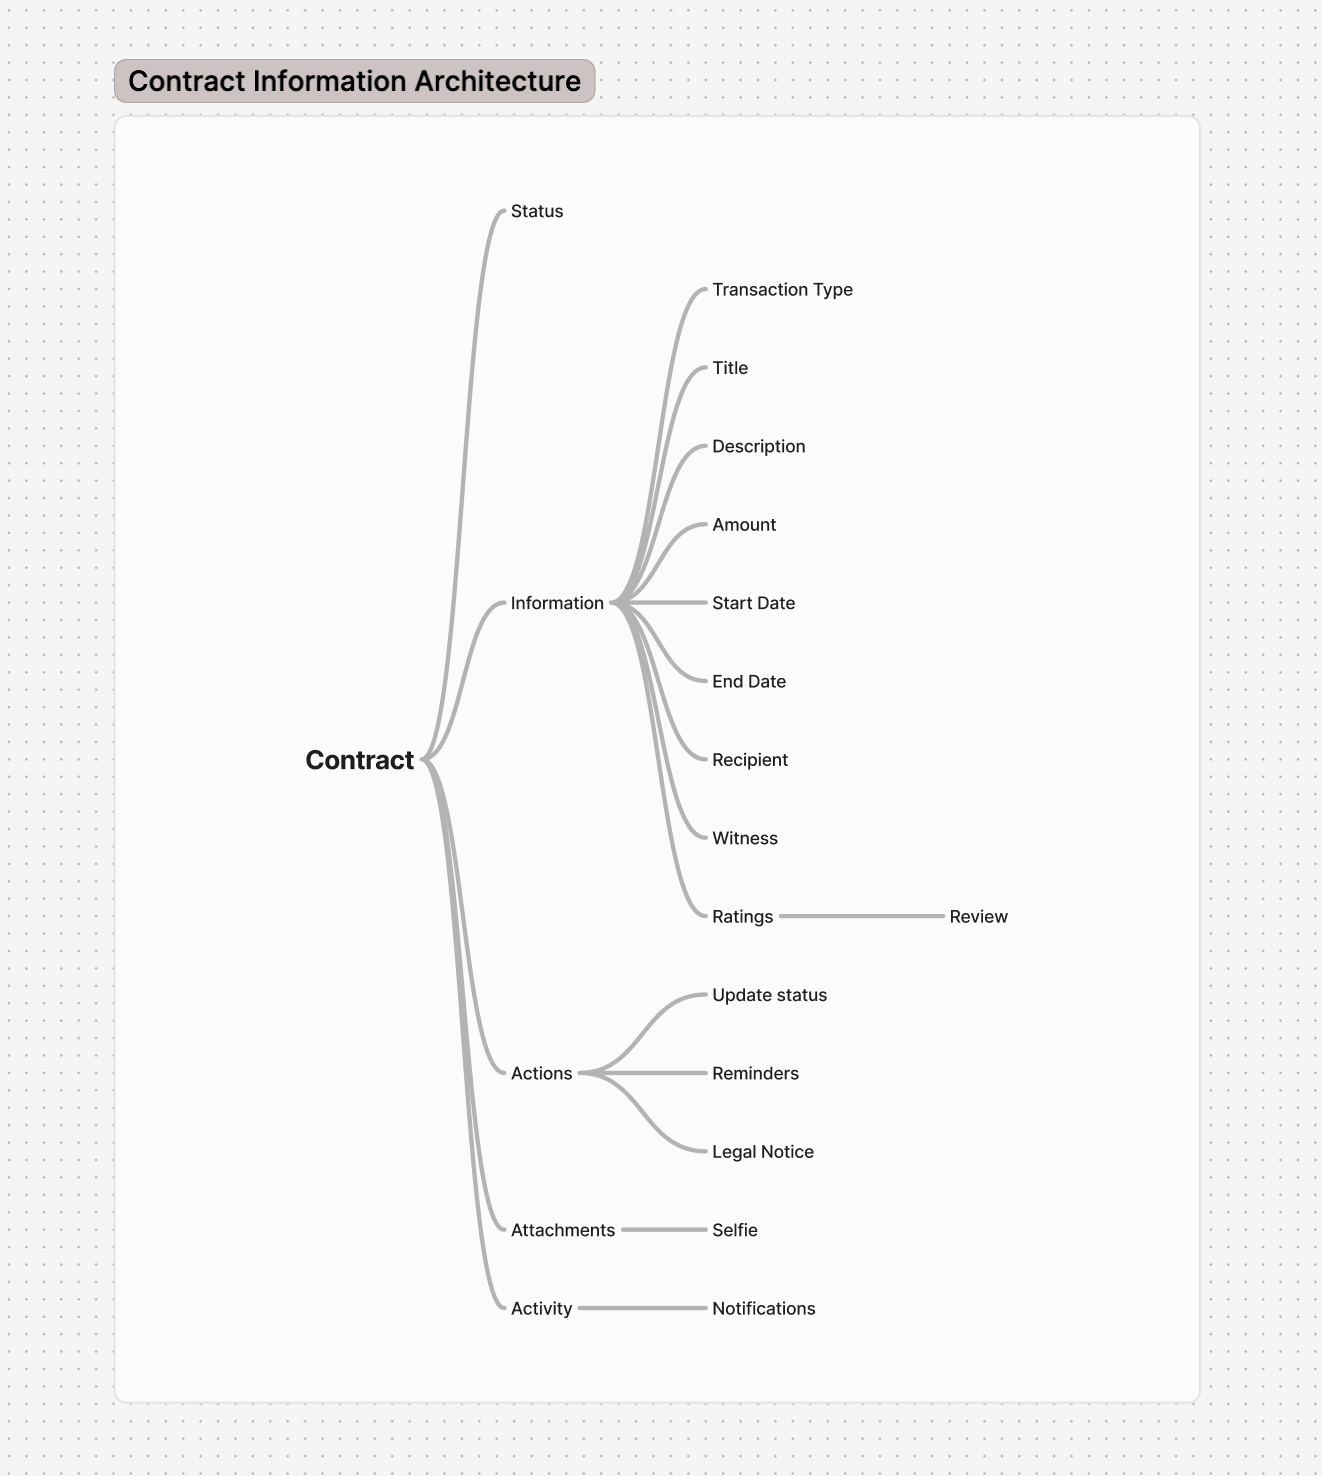 Contract Information Architecture
Status
Transaction Type
Title
Description
Amount
Information
Start Date
End Date
Contract
Recipient
Witness
Ratings
Review
Update status
Actions
Reminders
Legal Notice
Attachments
Selfie
Activity
Notifications